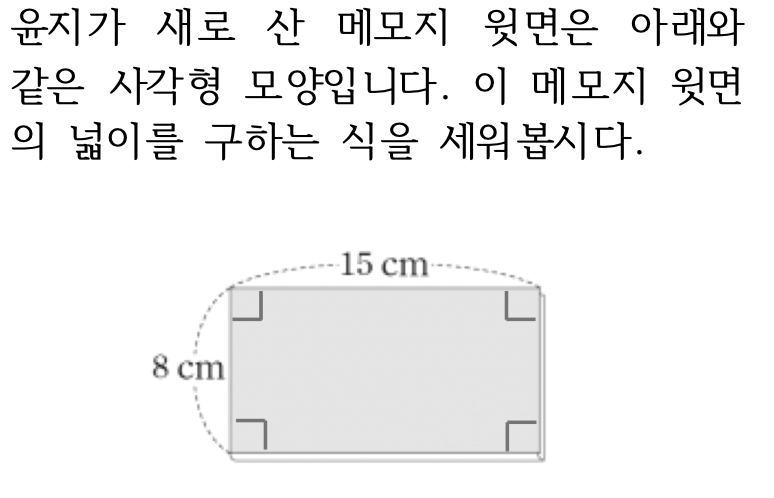 윤지가 새로 산 메모지 윗면은 아래와
같은 사각형 모양입니다. 이 메모지 윗면
의 넓이를 구하는 식을 세워봅시다.
15 cm
8 cm